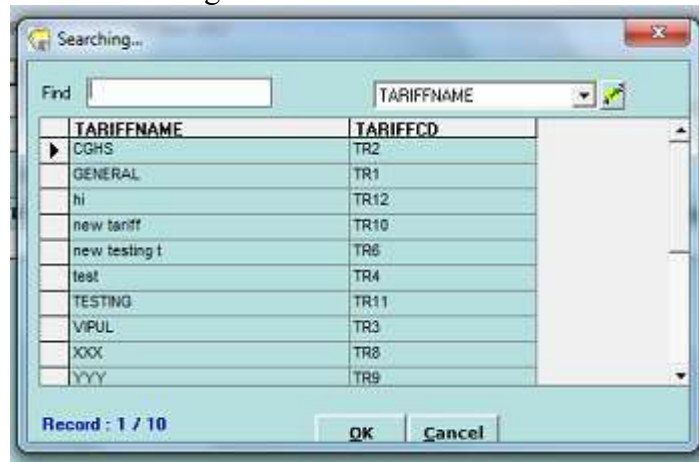 Searching...
Find TARIFFNAME
TARIFFNAME TARIFFCD
CGHS TR2
GENERAL TR1
hi TR12
new tariff TR10
new testing t TR6
test TR4
TESTING TR11
VIPUL TR3
XXX TR8
YYY TR9
Record : 1 / 10
OK Cancel